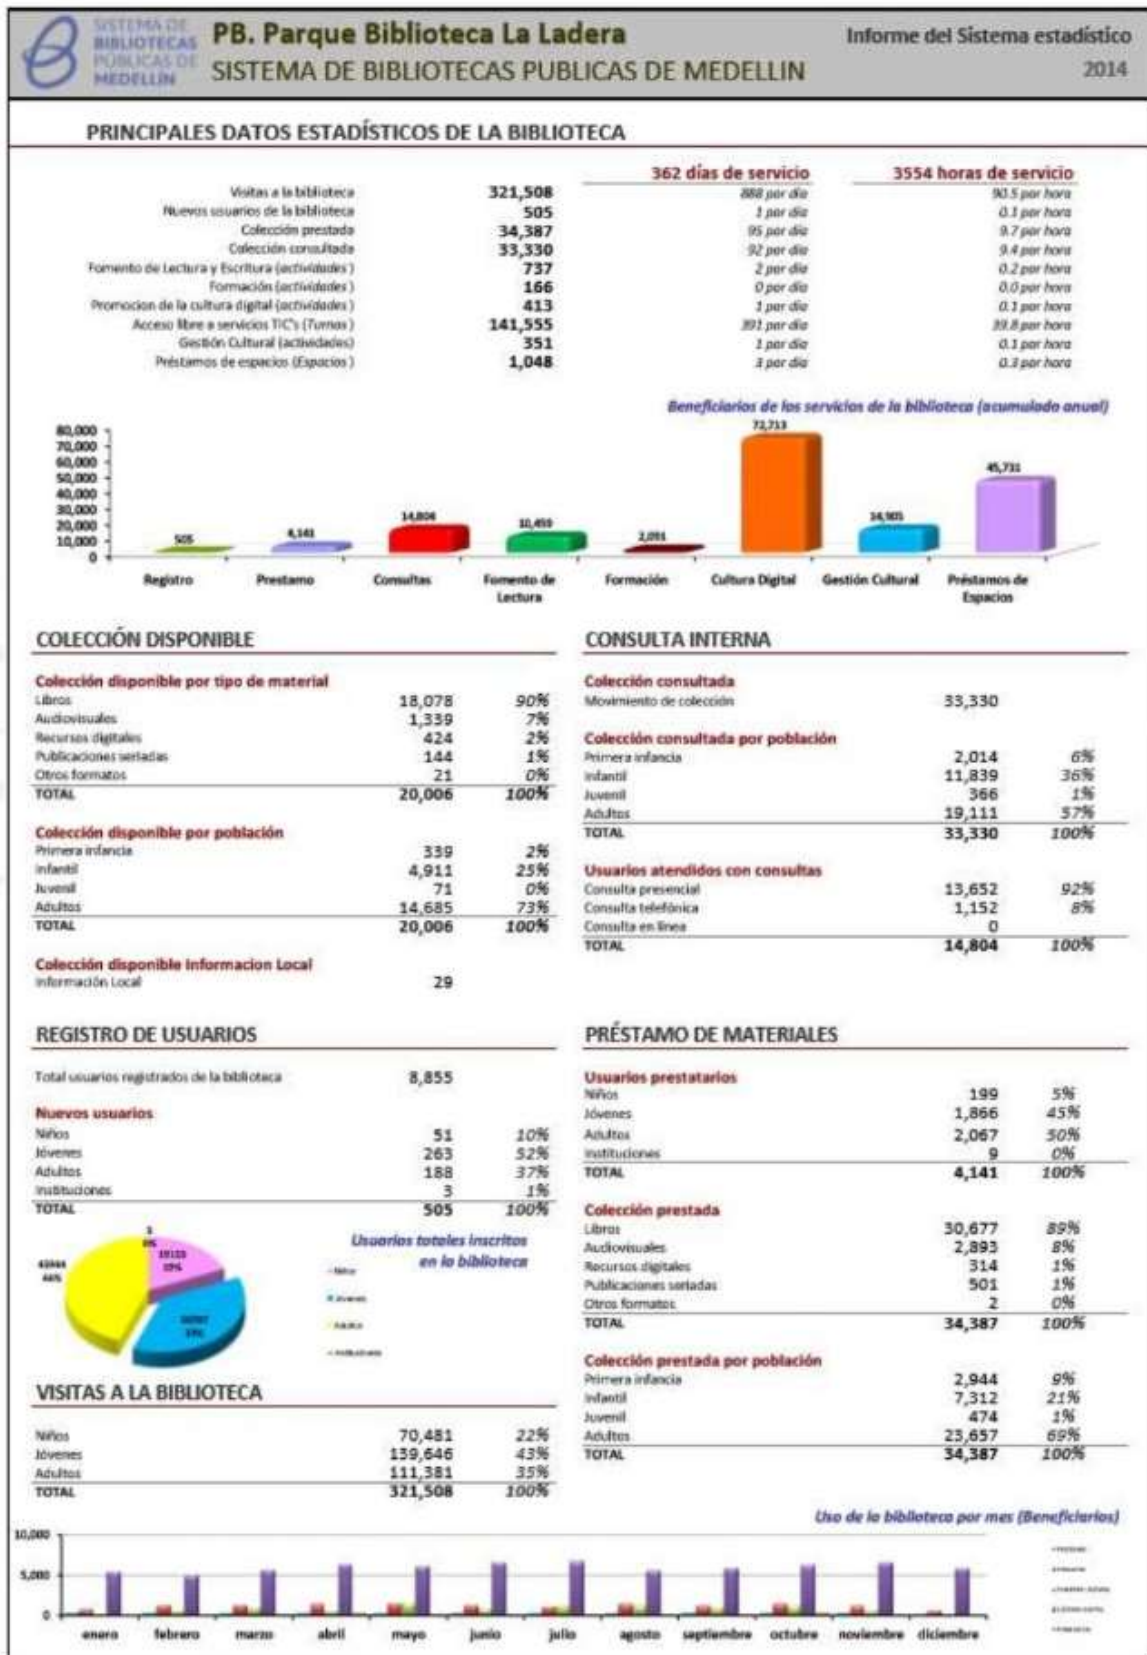 SISTEMA DE
BIBLIOTECAS
PÚBLICAS DE
MEDELLÍN
PB. Parque Biblioteca La Ladera
SISTEMA DE BIBLIOTECAS PUBLICAS DE MEDELLIN
Informe del Sistema estadístico
2014
PRINCIPALES DATOS ESTADÍSTICOS DE LA BIBLIOTECA
362 días de servicio 3554 horas de servicio
Visitas a la biblioteca 321,508 888 por día 90.5 por hora
Nuevos usuarios de la biblioteca 505 1 por día 0.1 por hora
Colección prestada 34,387 95 por día 9.7 por hora
Colección consultada 33,330 92 por día 9.4 por hora
Fomento de Lectura y Escritura (actividades) 737 2 por día 0.2 por hora
Formación (actividades) 166 0 por día 0.0 por hora
Promocion de la cultura digital (actividades) 413 1 por día 0.1 por hora
Acceso libre a servicios TIC's (Turnos) 141,555 391 por día 39.8 por hora
Gestión Cultural (actividades) 351 1 por día 0.1 por hora
Préstamos de espacios (Espacios) 1,048 3 por día 0.3 por hora
Beneficiarios de los servicios de la biblioteca (acumulado anual)
80,000
70,000
60,000
50,000
40,000
30,000
20,000
10,000
0
505 4,141 14,804 10,459 2,091 72,713 14,905 45,731
Registro Prestamo Consultas Fomento de Lectura Formación Cultura Digital Gestión Cultural Préstamos de Espacios
COLECCIÓN DISPONIBLE
Colección disponible por tipo de material
Libros 18,078 90%
Audiovisuales 1,339 7%
Recursos digitales 424 2%
Publicaciones seriadas 144 1%
Otros formatos 21 0%
TOTAL 20,006 100%
Colección disponible por población
Primera infancia 339 2%
Infantil 4,911 25%
Juvenil 71 0%
Adultos 14,685 73%
TOTAL 20,006 100%
Colección disponible Informacion Local
Información Local 29
CONSULTA INTERNA
Colección consultada
Movimiento de colección 33,330
Colección consultada por población
Primera infancia 2,014 6%
Infantil 11,839 36%
Juvenil 366 1%
Adultos 19,111 57%
TOTAL 33,330 100%
Usuarios atendidos con consultas
Consulta presencial 13,652 92%
Consulta telefónica 1,152 8%
Consulta en línea 0
TOTAL 14,804 100%
REGISTRO DE USUARIOS
Total usuarios registrados de la biblioteca 8,855
Nuevos usuarios
Niños 51 10%
Jóvenes 263 52%
Adultos 188 37%
Instituciones 3 1%
TOTAL 505 100%
Usuarios totales inscritos
en la biblioteca
Niños
Jóvenes
Adultos
Instituciones
VISITAS A LA BIBLIOTECA
Niños 70,481 22%
Jóvenes 139,646 43%
Adultos 111,381 35%
TOTAL 321,508 100%
PRÉSTAMO DE MATERIALES
Usuarios prestatarios
Niños 199 5%
Jóvenes 1,866 45%
Adultos 2,067 50%
Instituciones 9 0%
TOTAL 4,141 100%
Colección prestada
Libros 30,677 89%
Audiovisuales 2,893 8%
Recursos digitales 314 1%
Publicaciones seriadas 501 1%
Otros formatos 2 0%
TOTAL 34,387 100%
Colección prestada por población
Primera infancia 2,944 9%
Infantil 7,312 21%
Juvenil 474 1%
Adultos 23,657 69%
TOTAL 34,387 100%
Uso de la biblioteca por mes (Beneficiarios)
10,000
5,000
0
enero febrero marzo abril mayo junio julio agosto septiembre octubre noviembre diciembre